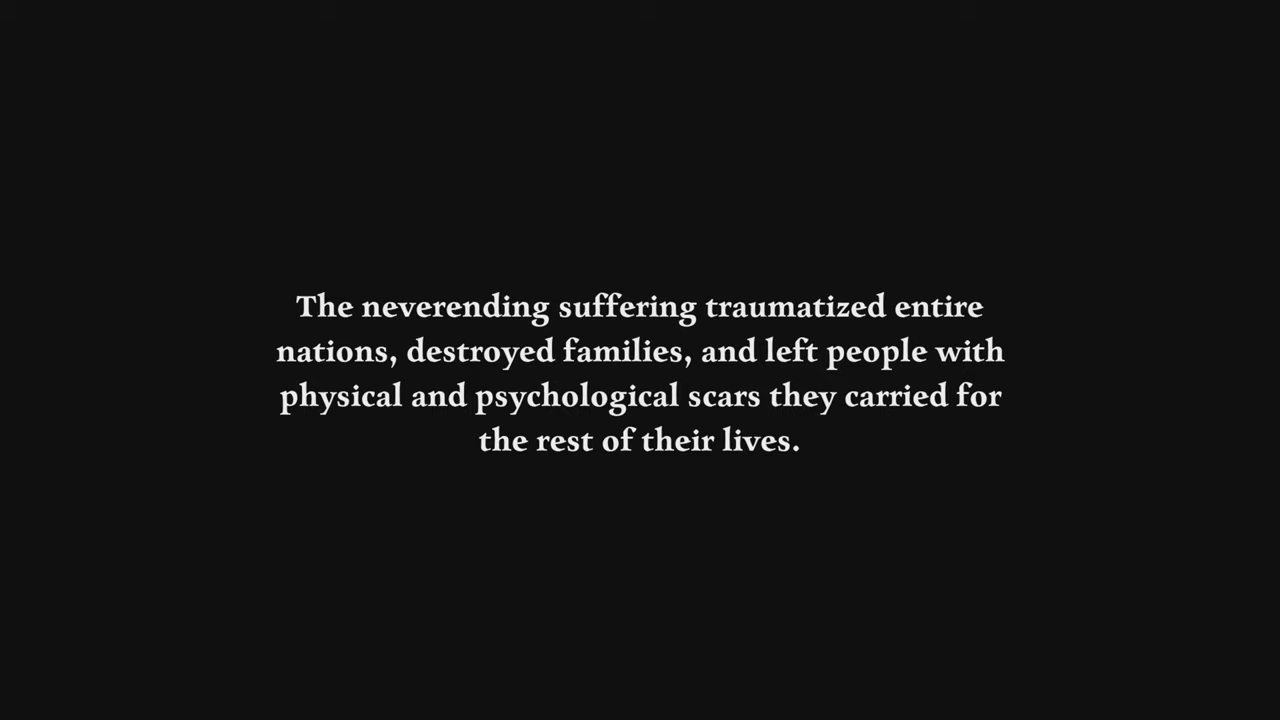 The neverending suffering traumatized entire
nations, destroyed families, and left people with
physical and psychological scars they carried for
the rest of their lives.